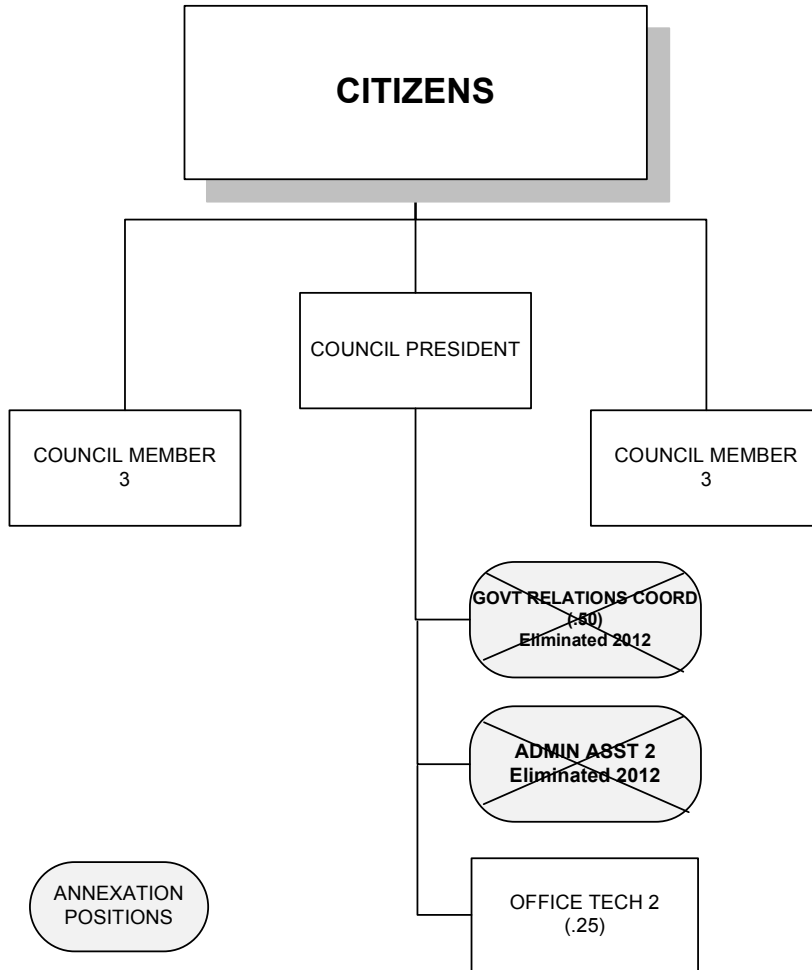 CITIZENS
COUNCIL PRESIDENT
COUNCIL MEMBER
3
COUNCIL MEMBER
3
GOVT RELATIONS COORD
(.50)
Eliminated 2012
ADMIN ASST 2
Eliminated 2012
ANNEXATION
POSITIONS
OFFICE TECH 2
(.25)